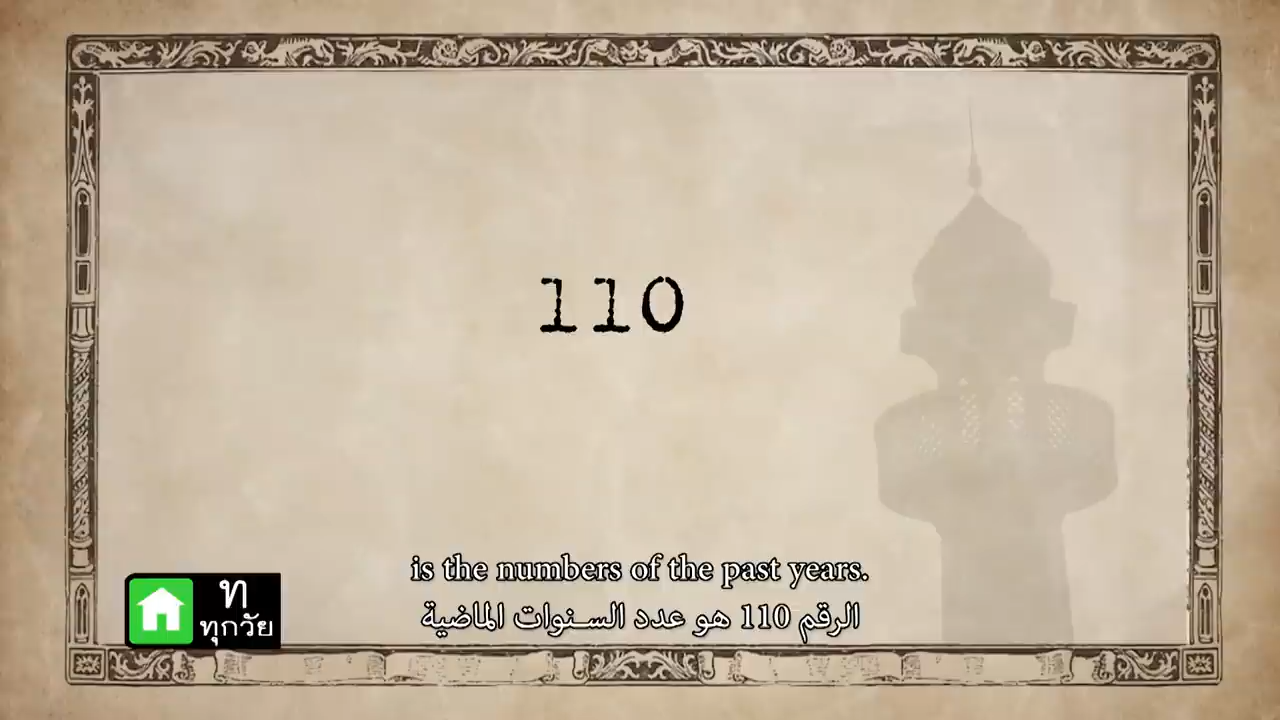 110
is the numbers of the past years.
الرقم 110 هو عدد السنوات الماضية
ท
ทุกวัย